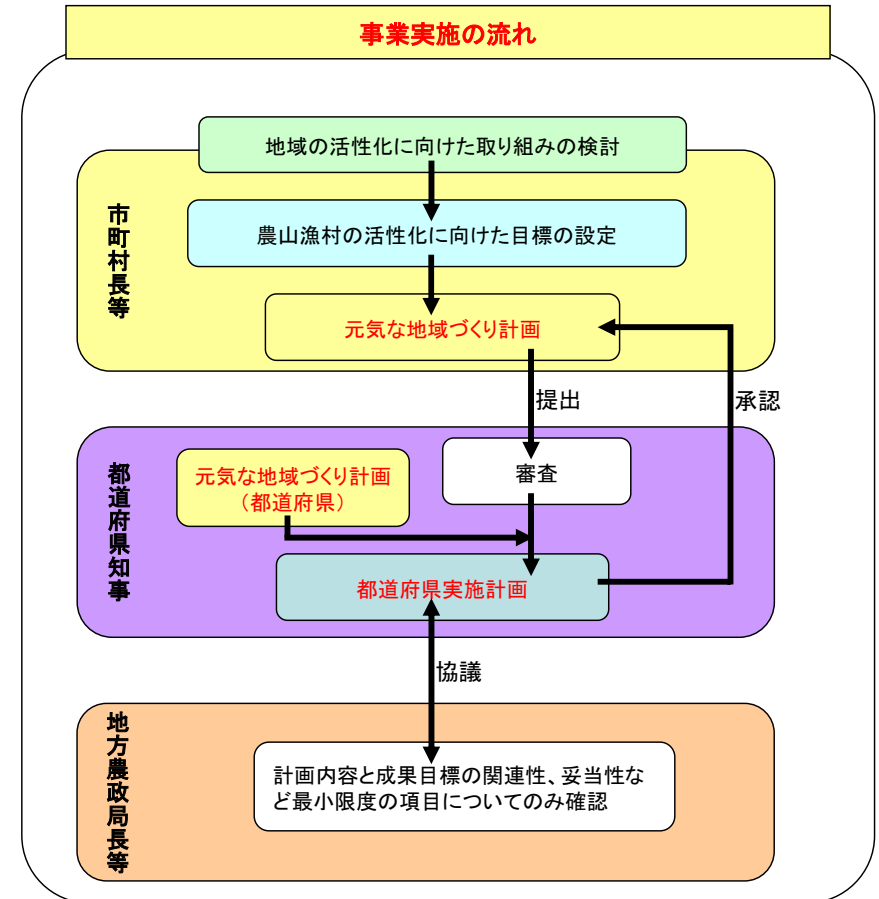 事業実施の流れ
地域の活性化に向けた取り組みの検討
市町村長等
農山漁村の活性化に向けた目標の設定
元気な地域づくり計画
提出
承認
都道府県知事
元気な地域づくり計画
（都道府県）
審査
都道府県実施計画
協議
地方農政局長等
計画内容と成果目標の関連性、妥当性な
ど最小限度の項目についてのみ確認